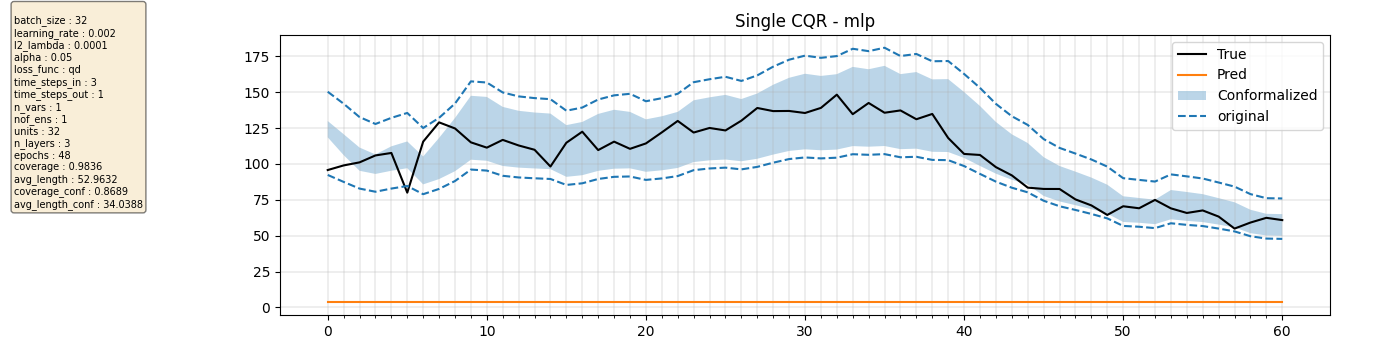 batch_size : 32
learning_rate : 0.002
l2_lambda : 0.0001
alpha : 0.05
loss_func : qd
time_steps_in : 3
time_steps_out : 1
n_vars : 1
nof_ens : 1
units : 32
n_layers : 3
epochs : 48
coverage : 0.9836
avg_length : 52.9632
coverage_conf : 0.8689
avg_length_conf : 34.0388
Single CQR - mlp
175
150
125
100
75
50
25
0
True
Pred
Conformalized
original
0 10 20 30 40 50 60